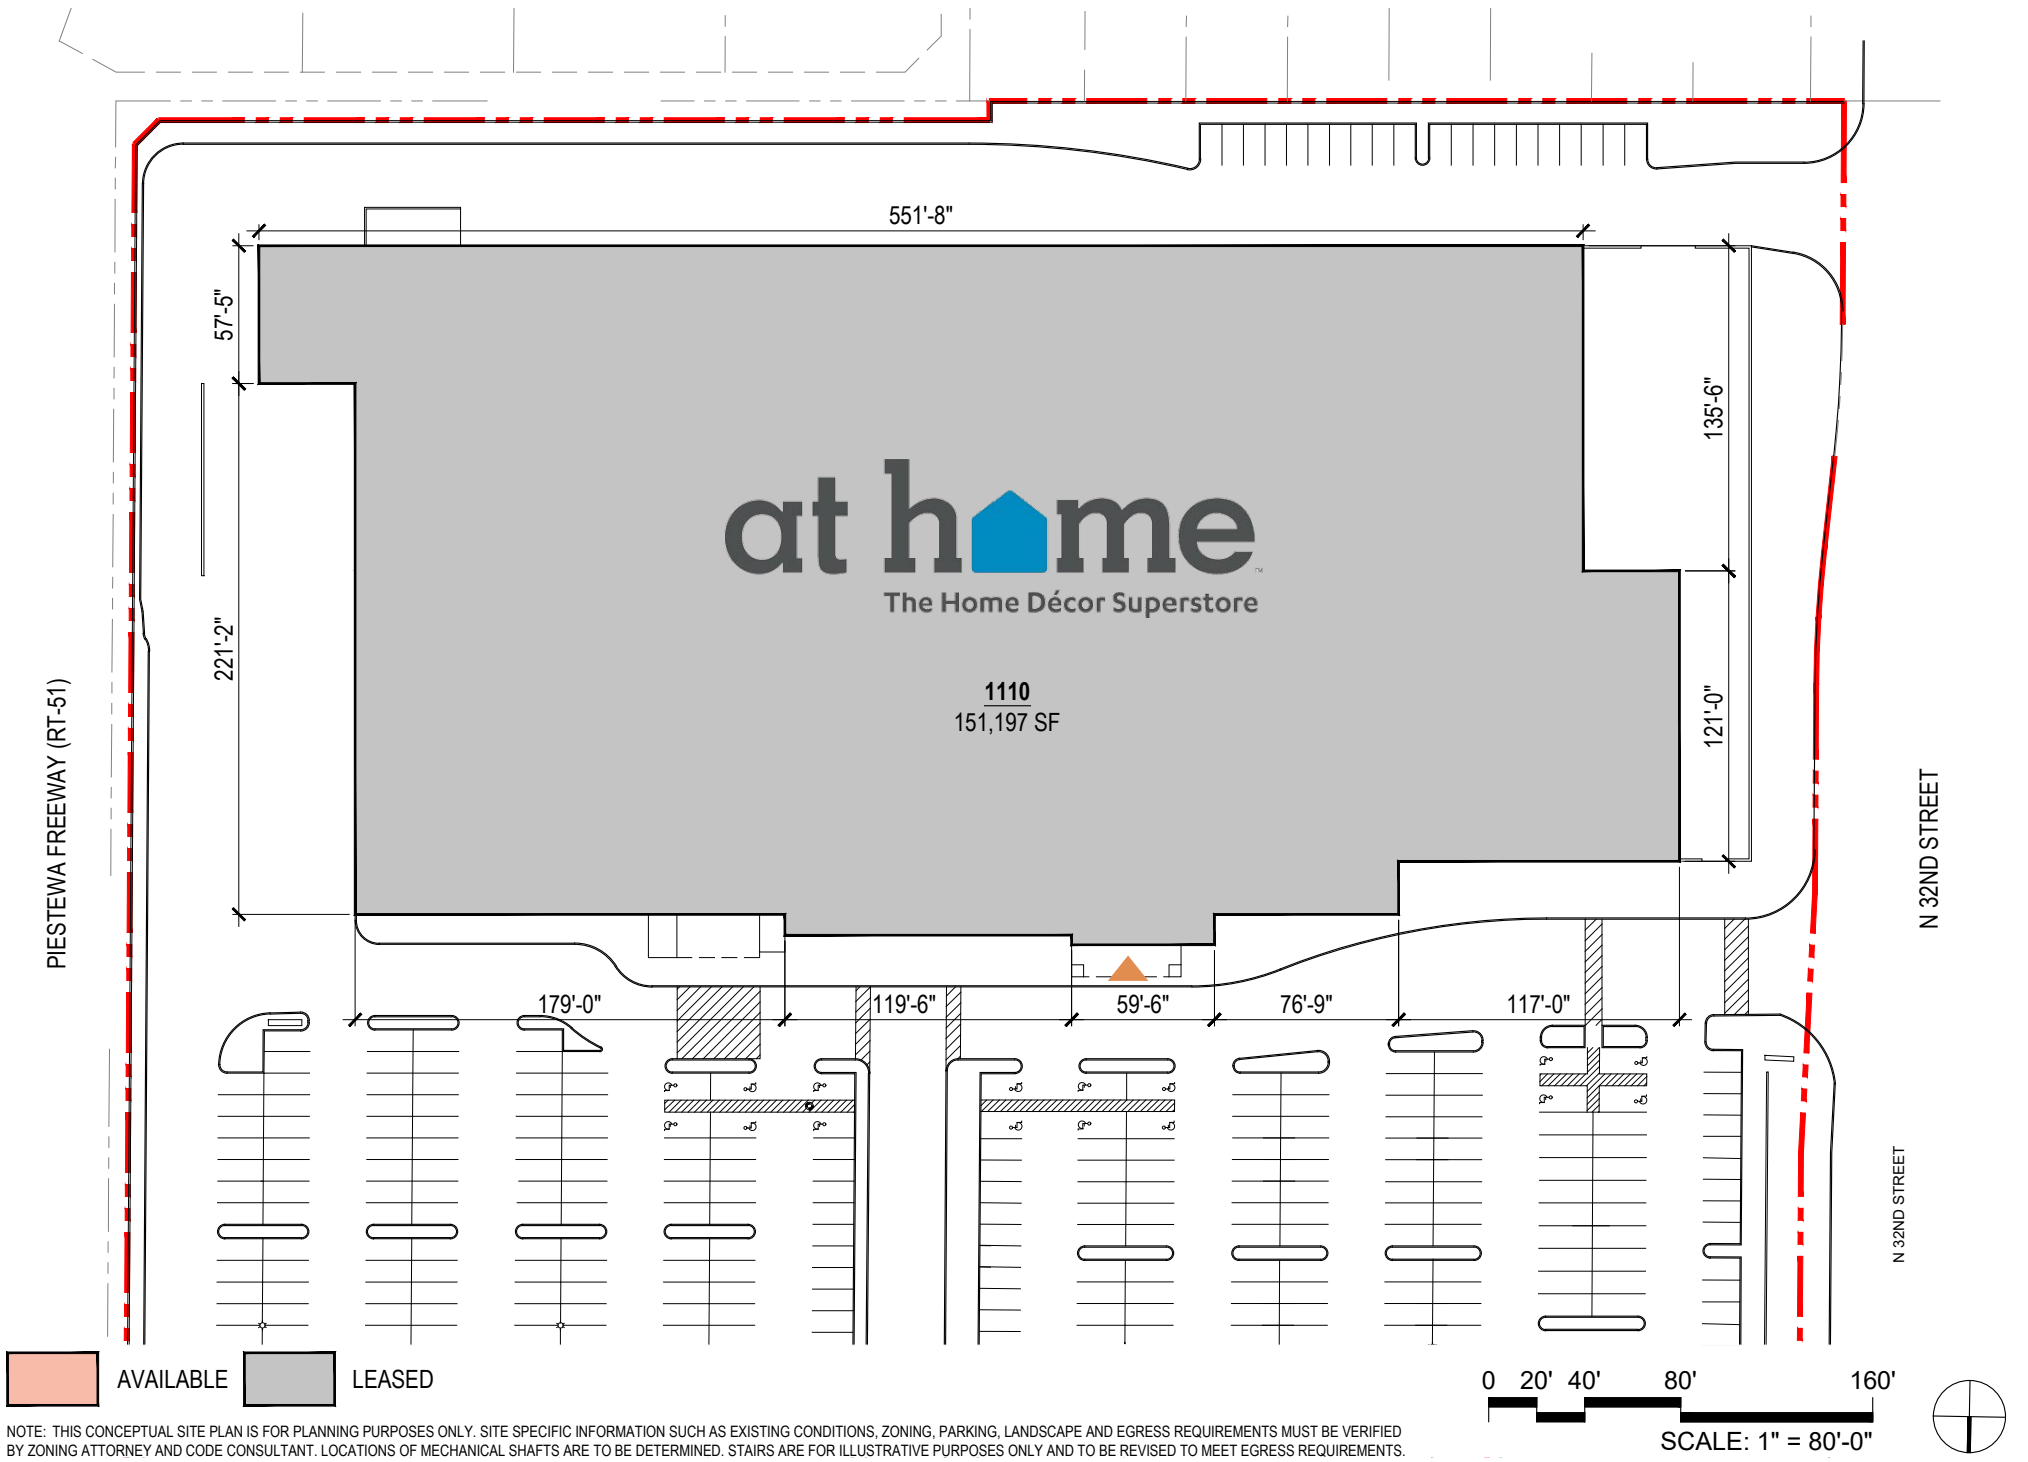 551'-8"
57'-5"
135'-6"
221'-2"
at home ™
The Home Décor Superstore
1110
151,197 SF
121'-0"
PIESTEWA FREEWAY (RT-51)
N 32ND STREET
179'-0"
119'-6"
59'-6"
76'-9"
117'-0"
N 32ND STREET
AVAILABLE
LEASED
0 20' 40' 80' 160'
SCALE: 1" = 80'-0"
NOTE: THIS CONCEPTUAL SITE PLAN IS FOR PLANNING PURPOSES ONLY. SITE SPECIFIC INFORMATION SUCH AS EXISTING CONDITIONS, ZONING, PARKING, LANDSCAPE AND EGRESS REQUIREMENTS MUST BE VERIFIED
BY ZONING ATTORNEY AND CODE CONSULTANT. LOCATIONS OF MECHANICAL SHAFTS ARE TO BE DETERMINED. STAIRS ARE FOR ILLUSTRATIVE PURPOSES ONLY AND TO BE REVISED TO MEET EGRESS REQUIREMENTS.